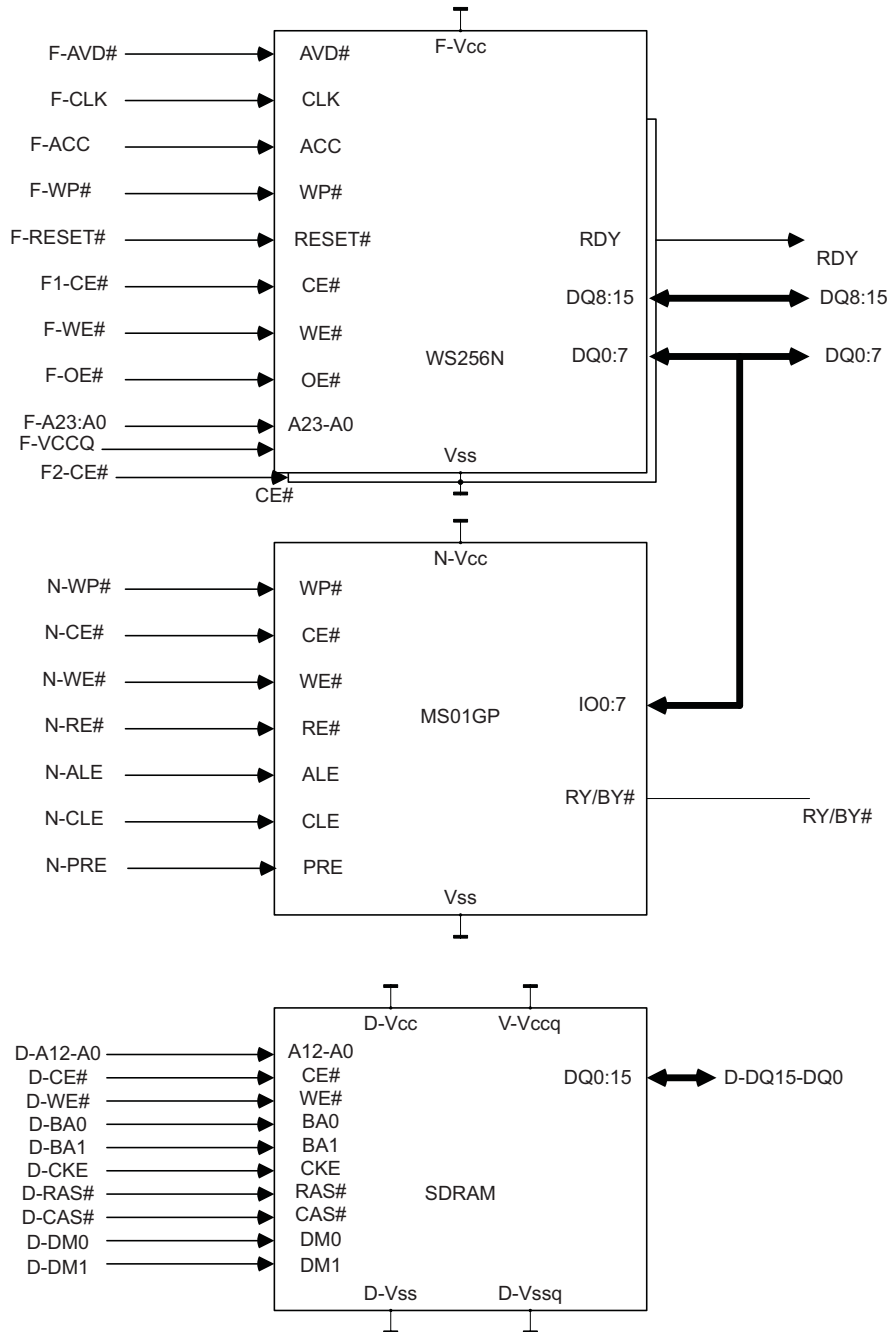 F-Vcc
F-AVD# AVD#
F-CLK CLK
F-ACC ACC
F-WP# WP#
F-RESET# RESET# RDY
RDY
F1-CE# CE# DQ8:15 DQ8:15
F-WE# WE#
WS256N DQ0:7 DQ0:7
F-OE# OE#
F-A23:A0 A23-A0
F-VCCQ
Vss
F2-CE#
CE#
N-Vcc
N-WP# WP#
N-CE# CE#
N-WE# WE#
MS01GP IO0:7
N-RE# RE#
N-ALE ALE
RY/BY# RY/BY#
N-CLE CLE
N-PRE PRE
Vss
D-Vcc V-Vccq
D-A12-A0 A12-A0
D-CE# CE# DQ0:15 D-DQ15-DQ0
D-WE# WE#
D-BA0 BA0
D-BA1 BA1
D-CKE CKE
D-RAS# RAS# SDRAM
D-CAS# CAS#
D-DM0 DM0
D-DM1 DM1
D-Vss D-Vssq